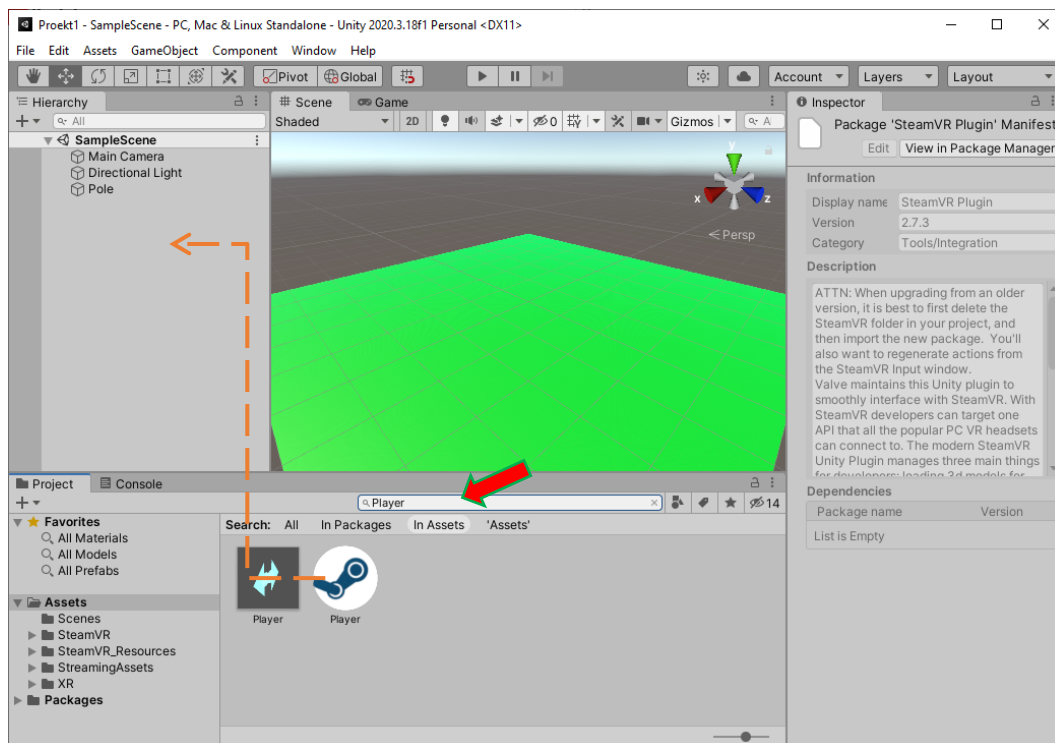 Proekt1 - SampleScene - PC, Mac & Linux Standalone - Unity 2020.3.18f1 Personal <DX11>
File Edit Assets GameObject Component Window Help
Pivot Global Account Layers Layout
Hierarchy
All
SampleScene
Main Camera
Directional Light
Pole
Scene Game
Shaded 2D 0 Gizmos A
y
x z
Persp
Inspector
Package 'SteamVR Plugin' Manifest
Edit View in Package Manager
Information
Display name SteamVR Plugin
Version 2.7.3
Category Tools/Integration
Description
ATTN: When upgrading from an older
version, it is best to first delete the
SteamVR folder in your project, and
then import the new package. You'll
also want to regenerate actions from
the SteamVR Input window.
Valve maintains this Unity plugin to
smoothly interface with SteamVR. With
SteamVR developers can target one
API that all the popular PC VR headsets
can connect to. The modern SteamVR
Unity Plugin manages three main things
for developers: loading 3d models for
Dependencies
Package name Version
List is Empty
Project Console
Player 14
Favorites
All Materials
All Models
All Prefabs
Assets
Scenes
SteamVR
SteamVR_Resources
StreamingAssets
XR
Packages
Search: All In Packages In Assets 'Assets'
Player Player